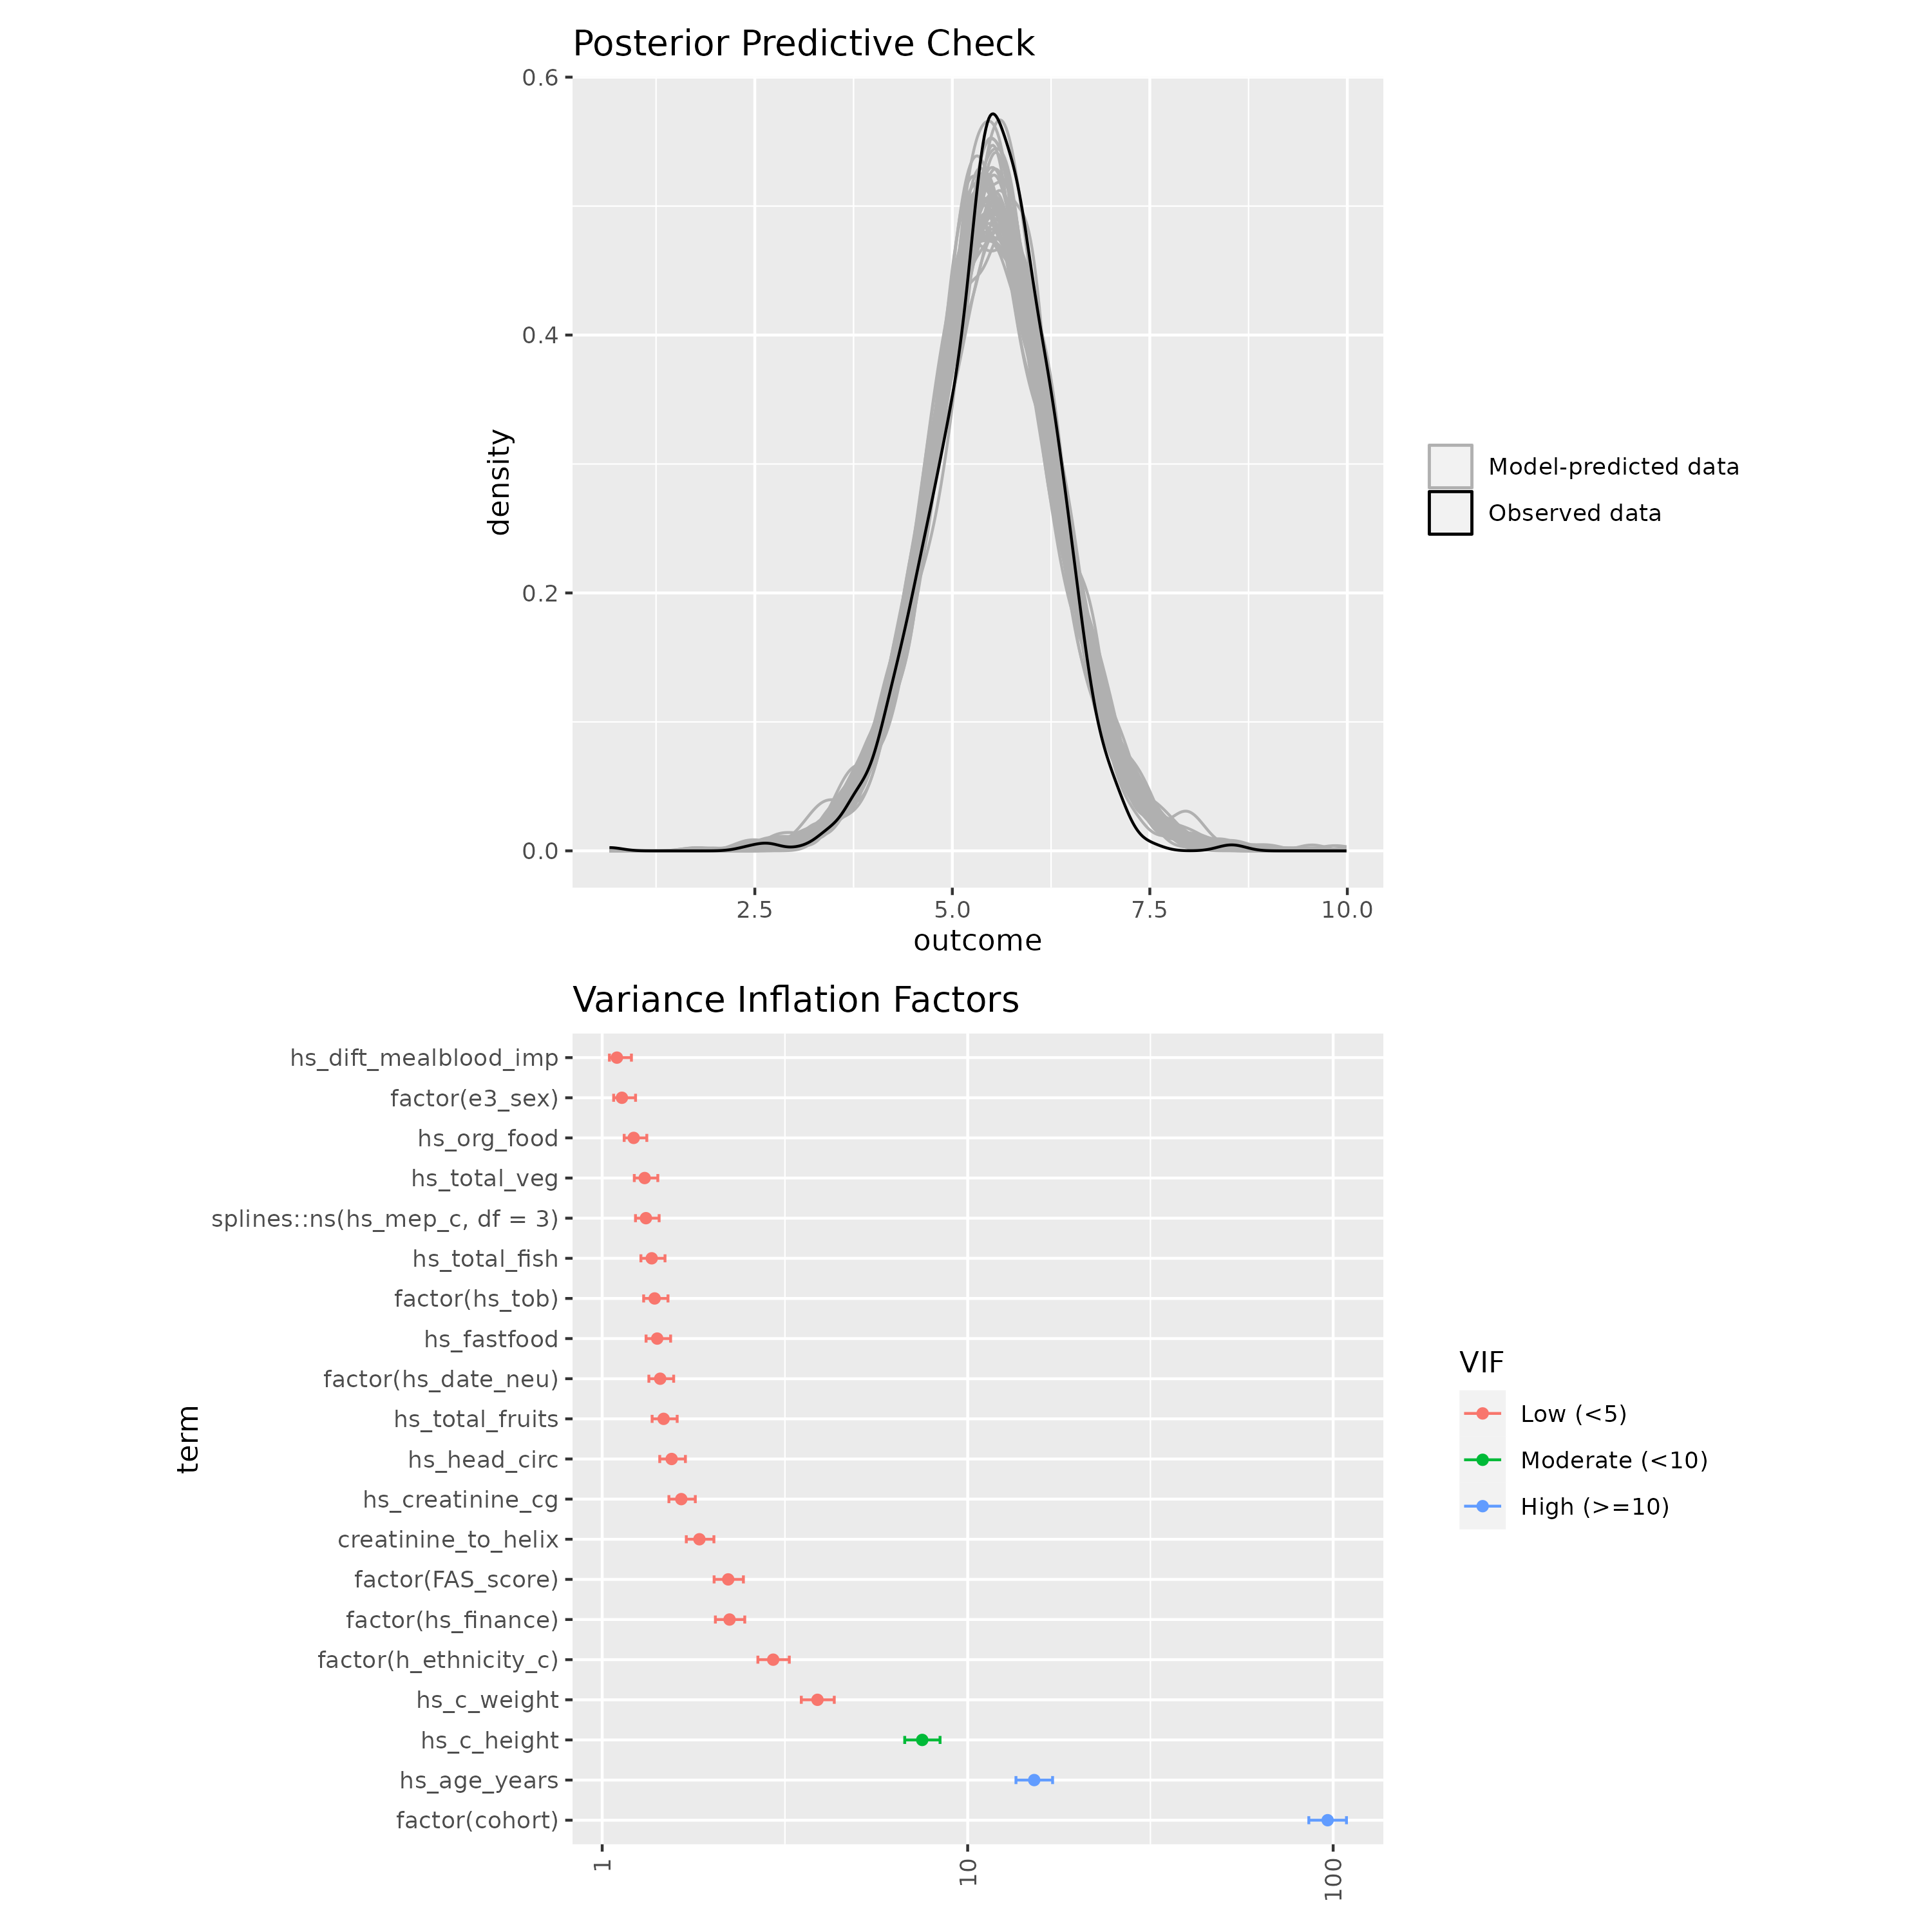 Posterior Predictive Check
0.6
0.4
0.2
0.0
density
2.5 5.0 7.5 10.0
outcome
Model-predicted data
Observed data
Variance Inflation Factors
hs_dift_mealblood_imp
factor(e3_sex)
hs_org_food
hs_total_veg
splines::ns(hs_mep_c, df = 3)
hs_total_fish
factor(hs_tob)
hs_fastfood
factor(hs_date_neu)
hs_total_fruits
hs_head_circ
hs_creatinine_cg
creatinine_to_helix
factor(FAS_score)
factor(hs_finance)
factor(h_ethnicity_c)
hs_c_weight
hs_c_height
hs_age_years
factor(cohort)
term
1 10 100
VIF
Low (<5)
Moderate (<10)
High (>=10)